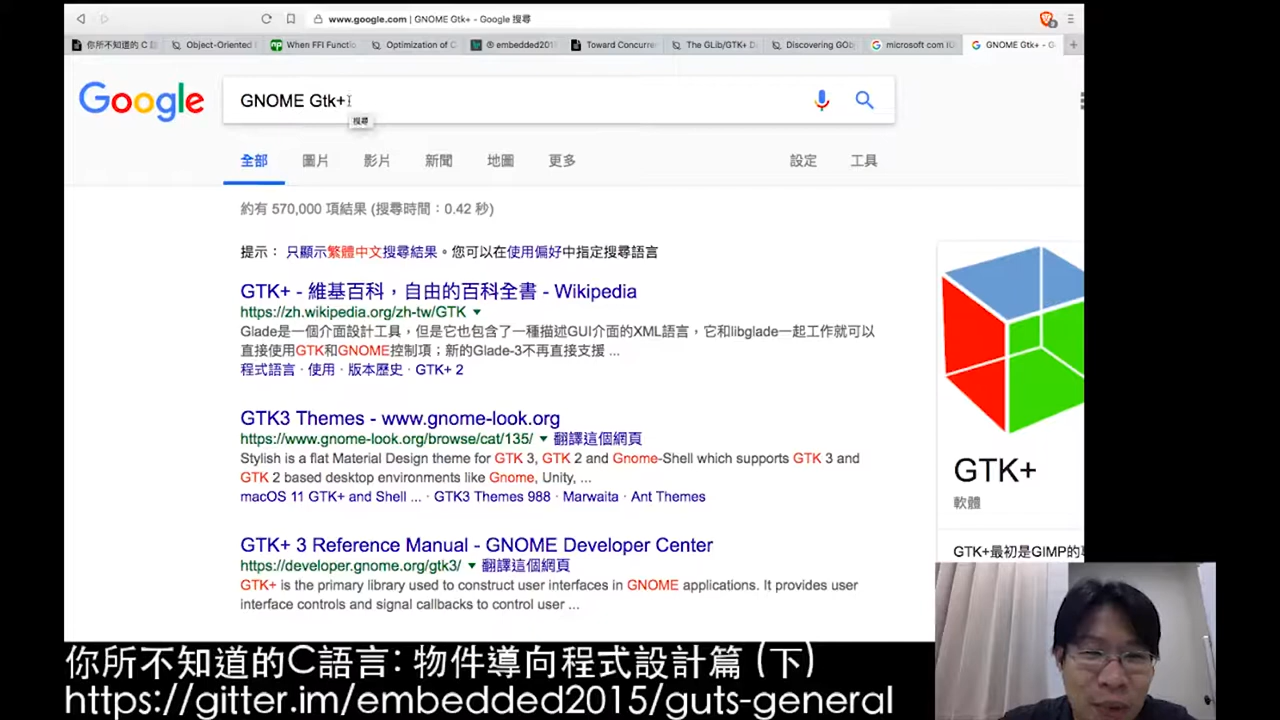 www.google.com | GNOME Gtk+ - Google 搜尋
你所不知道的 C 語
Object-Oriented
When FFI Functi
Optimization of C
embedded201
Toward Concurre
The GLib/GTK+ D
Discovering GOb
microsoft com
GNOME Gtk+ - G
Google
GNOME Gtk+
搜尋
全部 圖片 影片 新聞 地圖 更多 設定 工具
約有 570,000 項結果 (搜尋時間：0.42 秒)
提示： 只顯示繁體中文搜尋結果。您可以在使用偏好中指定搜尋語言
GTK+ - 維基百科，自由的百科全書 - Wikipedia
https://zh.wikipedia.org/zh-tw/GTK
Glade是一個介面設計工具，但是它也包含了一種描述GUI介面的XML語言，它和libglade一起工作就可以
直接使用GTK和GNOME控制項；新的Glade-3不再直接支援 ...
程式語言 · 使用 · 版本歷史 · GTK+ 2
GTK3 Themes - www.gnome-look.org
https://www.gnome-look.org/browse/cat/135/ 翻譯這個網頁
Stylish is a flat Material Design theme for GTK 3, GTK 2 and Gnome-Shell which supports GTK 3 and
GTK 2 based desktop environments like Gnome, Unity, ...
macOS 11 GTK+ and Shell ... · GTK3 Themes 988 · Marwaita · Ant Themes
GTK+ 3 Reference Manual - GNOME Developer Center
https://developer.gnome.org/gtk3/ 翻譯這個網頁
GTK+ is the primary library used to construct user interfaces in GNOME applications. It provides user
interface controls and signal callbacks to control user ...
GTK+
軟體
GTK+最初是GIMP的
你所不知道的C語言: 物件導向程式設計篇 (下)
https://gitter.im/embedded2015/guts-general